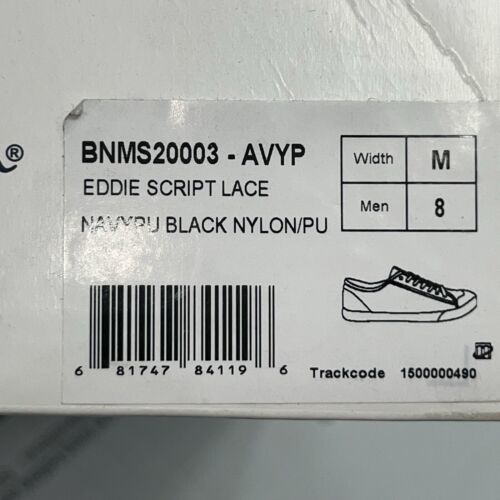 ®
BNMS20003 - AVYP
EDDIE SCRIPT LACE
NAVYPU BLACK NYLON/PU
Width M
Men 8
6 81747 84119 6
Trackcode 1500000490